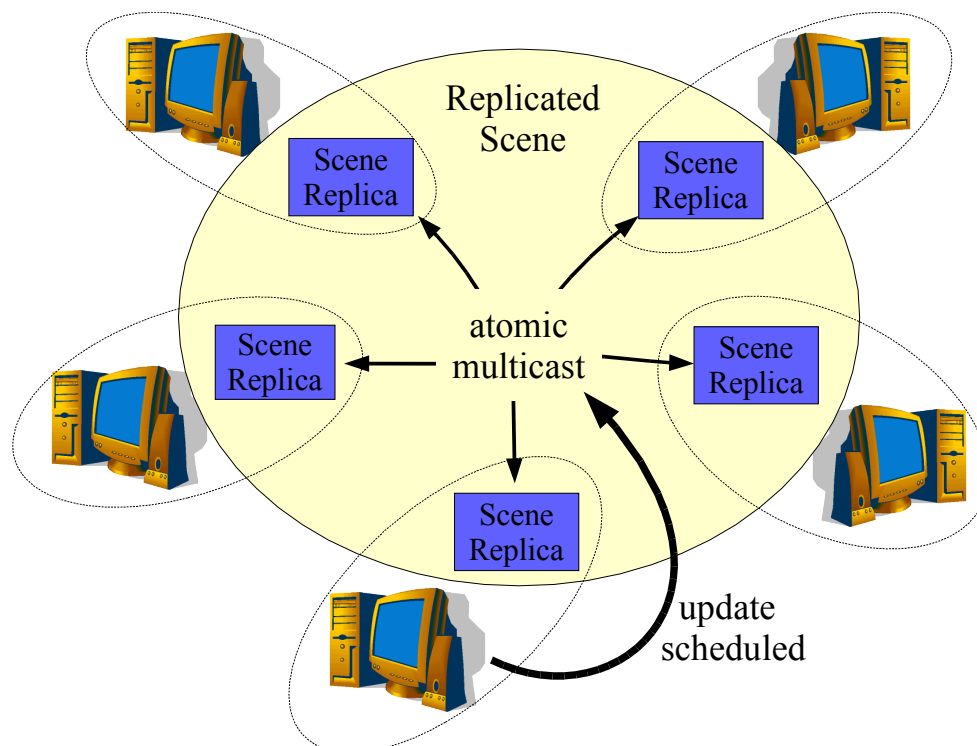 Replicated
Scene
Scene
Replica
Scene
Replica
atomic
multicast
Scene
Replica
Scene
Replica
Scene
Replica
update
scheduled